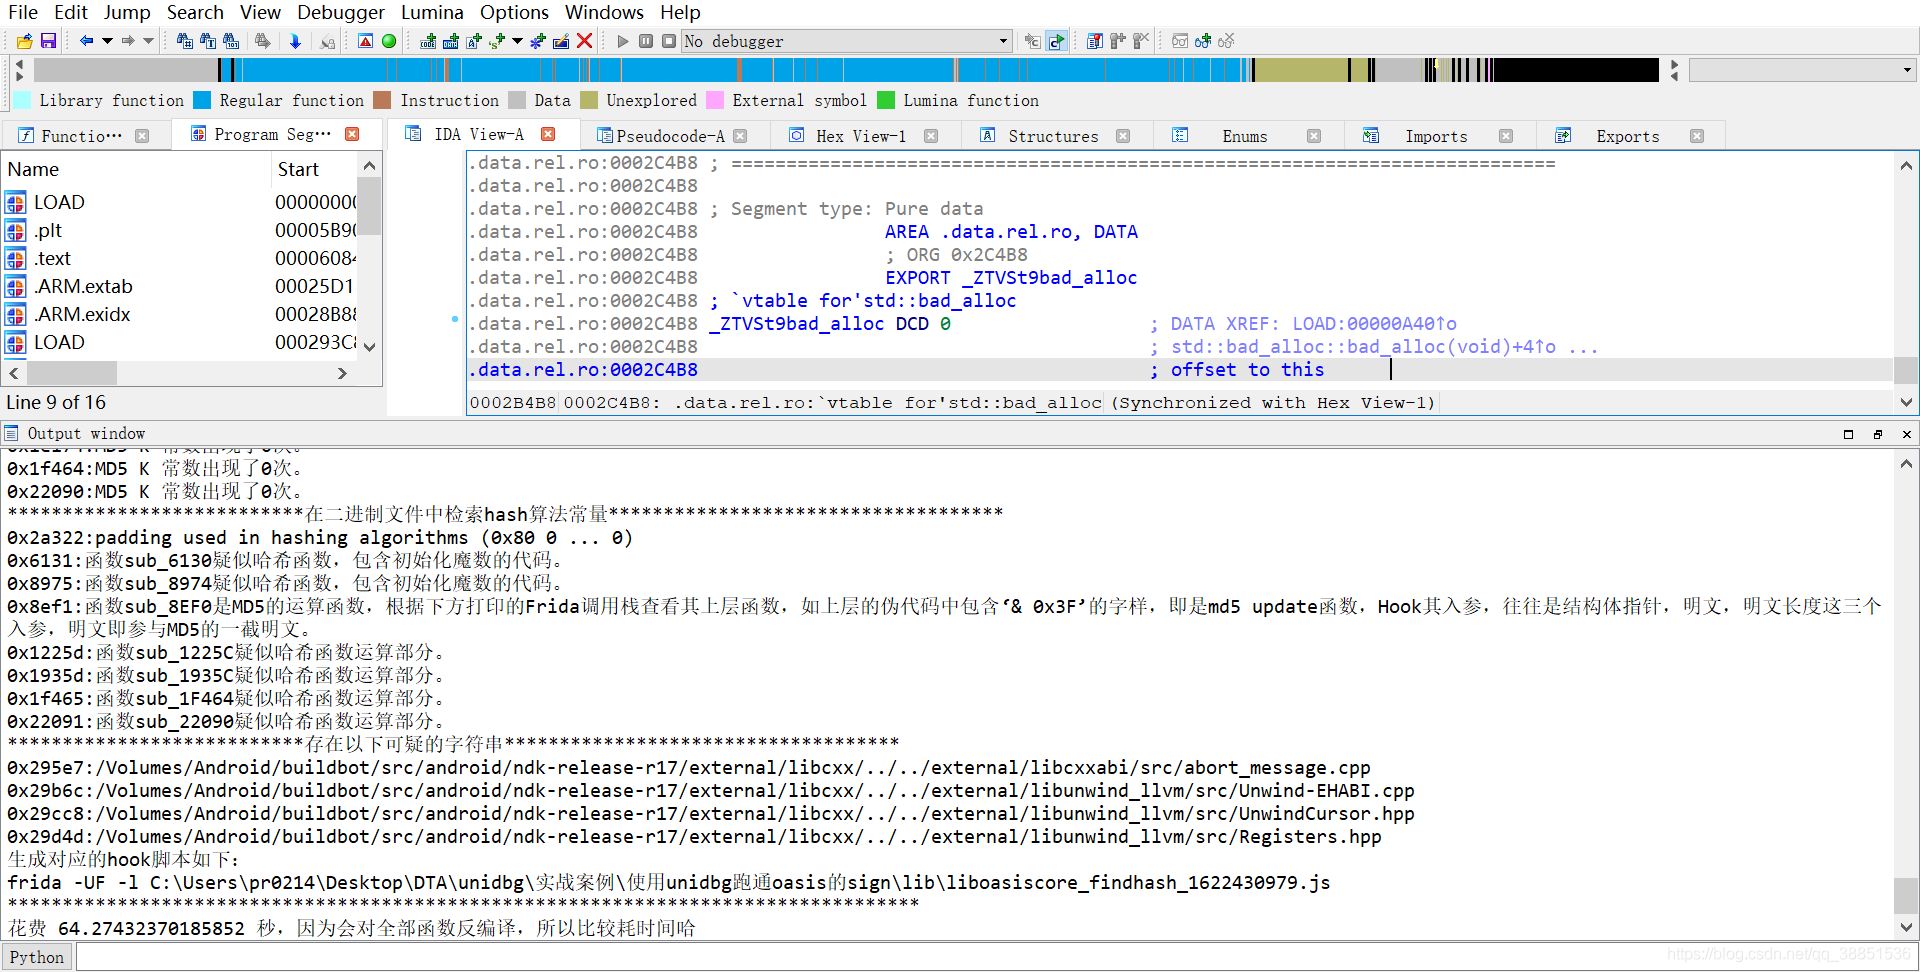 File Edit Jump Search View Debugger Lumina Options Windows Help
No debugger
Library function Regular function Instruction Data Unexplored External symbol Lumina function
Functio··· Program Seg··· IDA View-A Pseudocode-A Hex View-1 Structures Enums Imports Exports
Name Start
LOAD 00000000
.plt 00005B90
.text 00006084
.ARM.extab 00025D1
.ARM.exidx 00028B88
LOAD 000293C8
Line 9 of 16
.data.rel.ro:0002C4B8 ; ===========================================================================
.data.rel.ro:0002C4B8
.data.rel.ro:0002C4B8 ; Segment type: Pure data
.data.rel.ro:0002C4B8 AREA .data.rel.ro, DATA
.data.rel.ro:0002C4B8 ; ORG 0x2C4B8
.data.rel.ro:0002C4B8 EXPORT _ZTVSt9bad_alloc
.data.rel.ro:0002C4B8 ; `vtable for'std::bad_alloc
.data.rel.ro:0002C4B8 _ZTVSt9bad_alloc DCD 0 ; DATA XREF: LOAD:00000A40↑o
.data.rel.ro:0002C4B8 ; std::bad_alloc::bad_alloc(void)+4↑o ...
.data.rel.ro:0002C4B8 ; offset to this
0002B4B8 0002C4B8: .data.rel.ro:`vtable for'std::bad_alloc (Synchronized with Hex View-1)
Output window
0x1f464:MD5 K 常数出现了0次。
0x22090:MD5 K 常数出现了0次。
***************************在二进制文件中检索hash算法常量************************************
0x2a322:padding used in hashing algorithms (0x80 0 ... 0)
0x6131:函数sub_6130疑似哈希函数，包含初始化魔数的代码。
0x8975:函数sub_8974疑似哈希函数，包含初始化魔数的代码。
0x8ef1:函数sub_8EF0是MD5的运算函数，根据下方打印的Frida调用栈查看其上层函数，如上层的伪代码中包含‘& 0x3F’的字样，即是md5 update函数，Hook其入参，往往是结构体指针，明文，明文长度这三个
入参，明文即参与MD5的一截明文。
0x1225d:函数sub_1225C疑似哈希函数运算部分。
0x1935d:函数sub_1935C疑似哈希函数运算部分。
0x1f465:函数sub_1F464疑似哈希函数运算部分。
0x22091:函数sub_22090疑似哈希函数运算部分。
***************************存在以下可疑的字符串************************************
0x295e7:/Volumes/Android/buildbot/src/android/ndk-release-r17/external/libcxx/../../external/libcxxabi/src/abort_message.cpp
0x29b6c:/Volumes/Android/buildbot/src/android/ndk-release-r17/external/libcxx/../../external/libunwind_llvm/src/Unwind-EHABI.cpp
0x29cc8:/Volumes/Android/buildbot/src/android/ndk-release-r17/external/libcxx/../../external/libunwind_llvm/src/UnwindCursor.hpp
0x29d4d:/Volumes/Android/buildbot/src/android/ndk-release-r17/external/libcxx/../../external/libunwind_llvm/src/Registers.hpp
生成对应的hook脚本如下：
frida -UF -l C:\Users\pr0214\Desktop\DTA\unidbg\实战案例\使用unidbg跑通oasis的sign\lib\liboasiscore_findhash_1622430979.js
***********************************************************************************
花费 64.27432370185852 秒，因为会对全部函数反编译，所以比较耗时间哈
Python
https://blog.csdn.net/qq_38851536